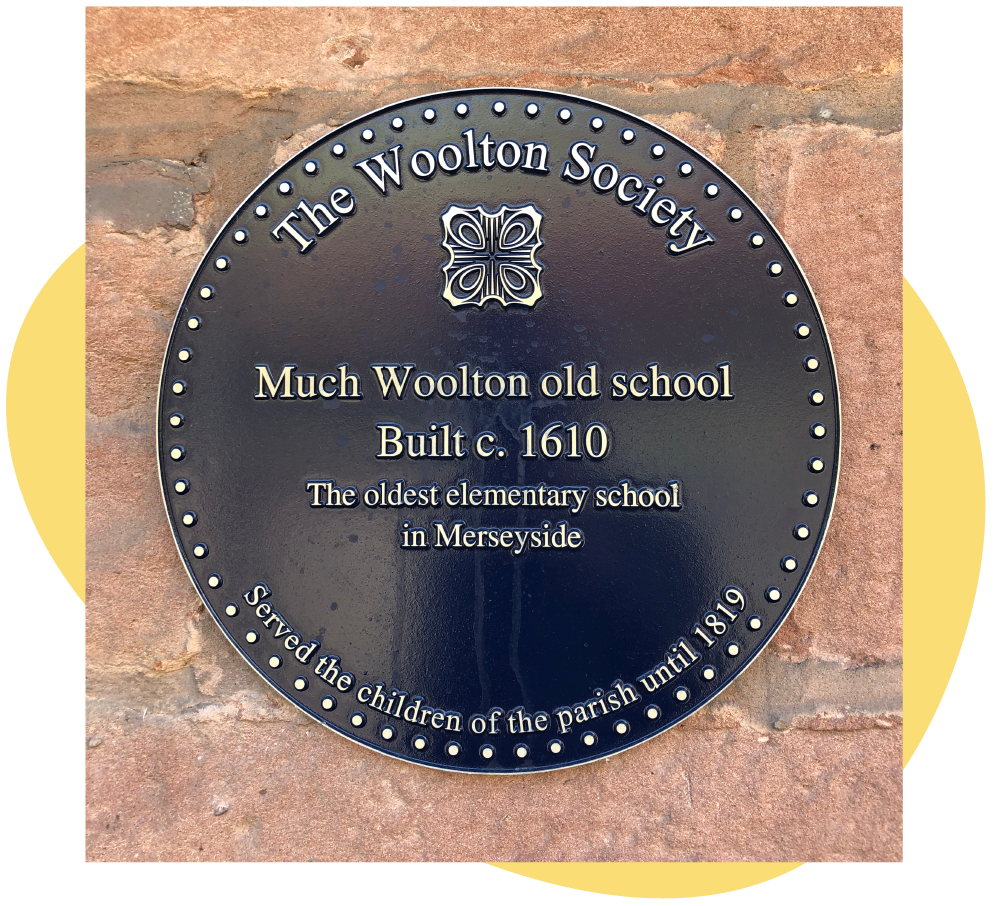 The Woolton Society
Much Woolton old school
Built c. 1610
The oldest elementary school
in Merseyside
Served the children of the parish until 1819